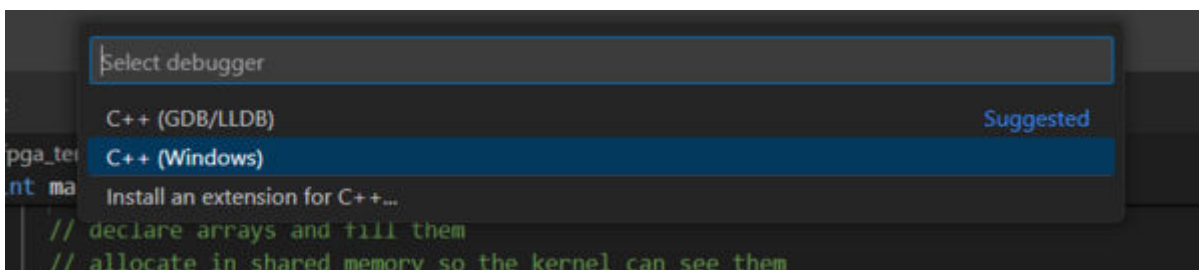 Select debugger
C++ (GDB/LLDB) Suggested
C++ (Windows)
Install an extension for C++...
// declare arrays and fill them
// allocate in shared memory so the kernel can see them